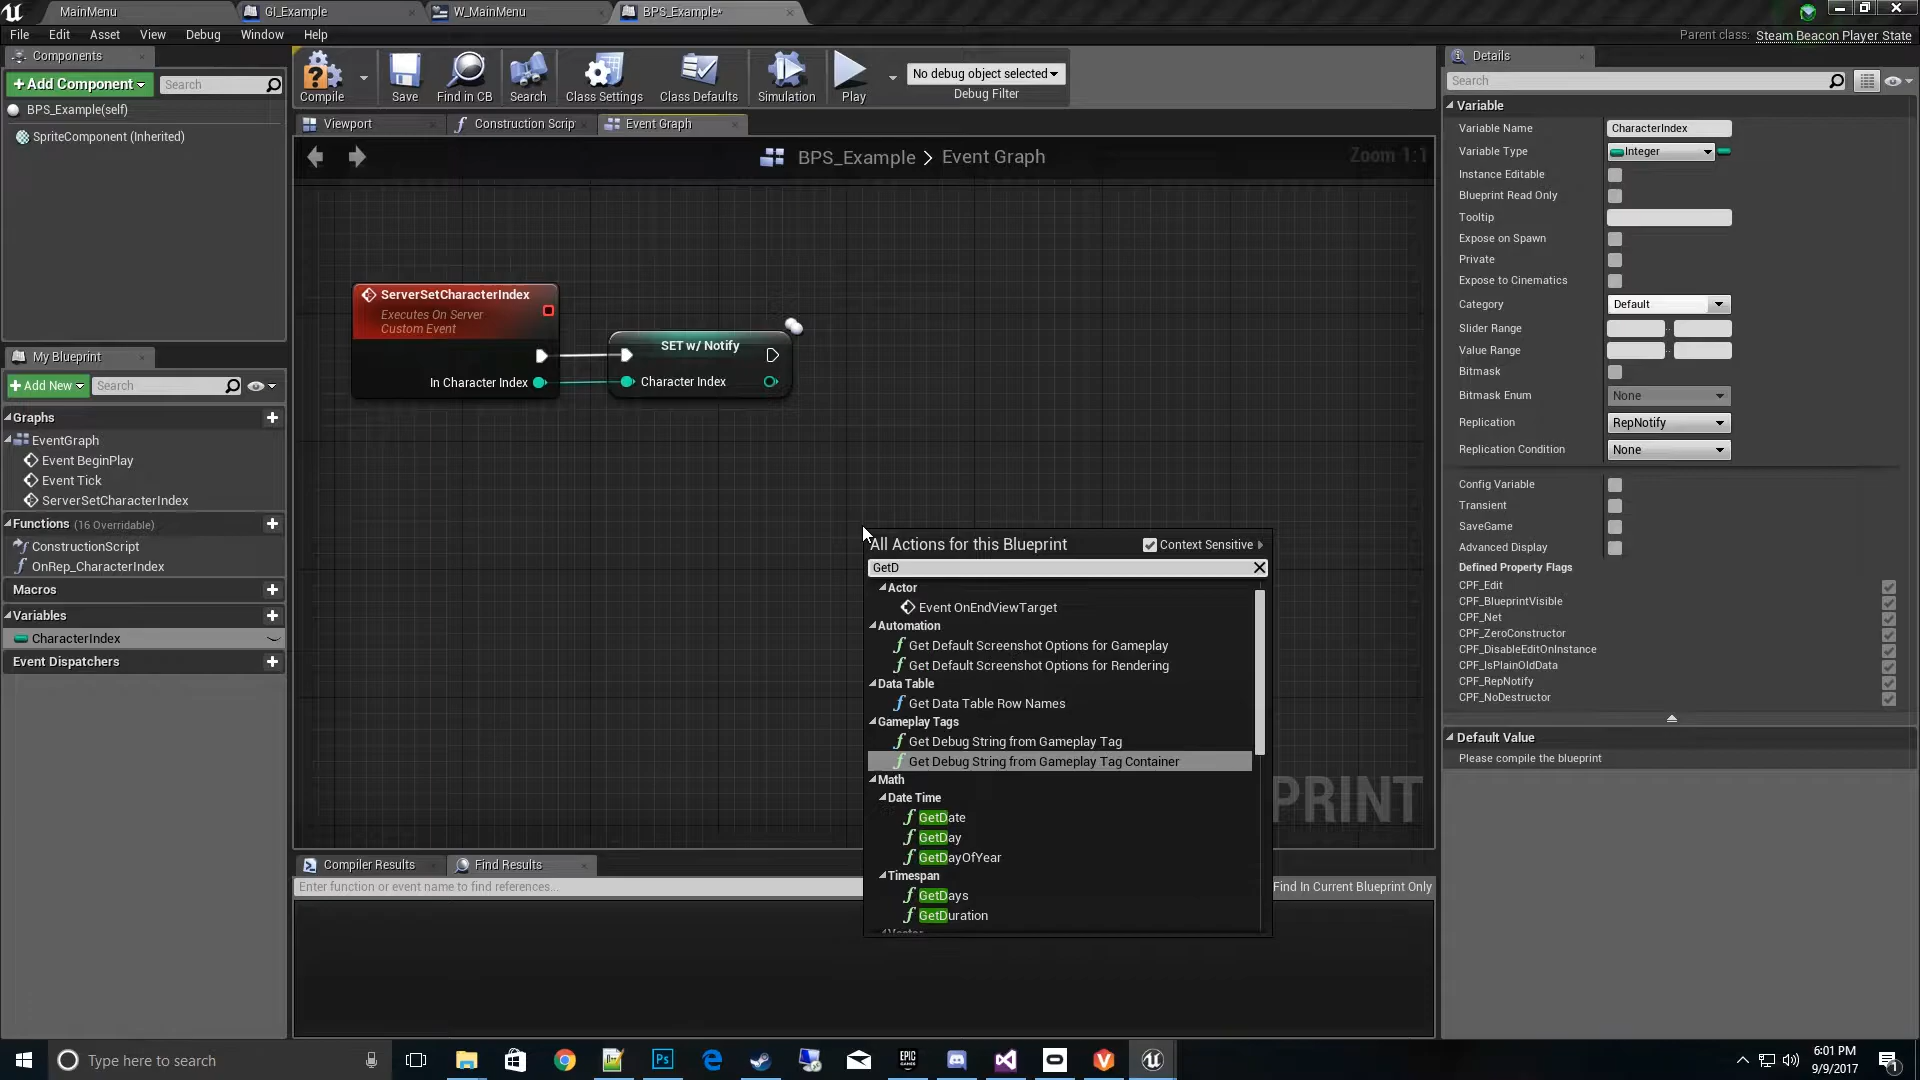 MainMenu
GI_Example
W_MainMenu
BPS_Example*
File Edit Asset View Debug Window Help
Parent class: Steam Beacon Player State
Components
+Add Component
Search
BPS_Example(self)
SpriteComponent (Inherited)
Compile
Save
Find in CB
Search
Class Settings
Class Defaults
Simulation
Play
No debug object selected
Debug Filter
Viewport
Construction Scrip
Event Graph
BPS_Example > Event Graph
Zoom 1:1
ServerSetCharacterIndex
Executes On Server
Custom Event
In Character Index
SET w/ Notify
Character Index
All Actions for this Blueprint
Context Sensitive
GetD
Actor
Event OnEndViewTarget
Automation
Get Default Screenshot Options for Gameplay
Get Default Screenshot Options for Rendering
Data Table
Get Data Table Row Names
Gameplay Tags
Get Debug String from Gameplay Tag
Get Debug String from Gameplay Tag Container
Math
Date Time
GetDate
GetDay
GetDayOfYear
Timespan
GetDays
GetDuration
PRINT
My Blueprint
+Add New
Search
Graphs
EventGraph
Event BeginPlay
Event Tick
ServerSetCharacterIndex
Functions (16 Overridable)
ConstructionScript
OnRep_CharacterIndex
Macros
Variables
CharacterIndex
Event Dispatchers
Compiler Results
Find Results
Enter function or event name to find references...
Find In Current Blueprint Only
Details
Search
Variable
Variable Name CharacterIndex
Variable Type Integer
Instance Editable
Blueprint Read Only
Tooltip
Expose on Spawn
Private
Expose to Cinematics
Category Default
Slider Range
Value Range
Bitmask
Bitmask Enum None
Replication RepNotify
Replication Condition None
Config Variable
Transient
SaveGame
Advanced Display
Defined Property Flags
CPF_Edit
CPF_BlueprintVisible
CPF_Net
CPF_ZeroConstructor
CPF_DisableEditOnInstance
CPF_IsPlainOldData
CPF_RepNotify
CPF_NoDestructor
Default Value
Please compile the blueprint
Type here to search
Ps
EPIC GAMES
6:01 PM
9/9/2017
1